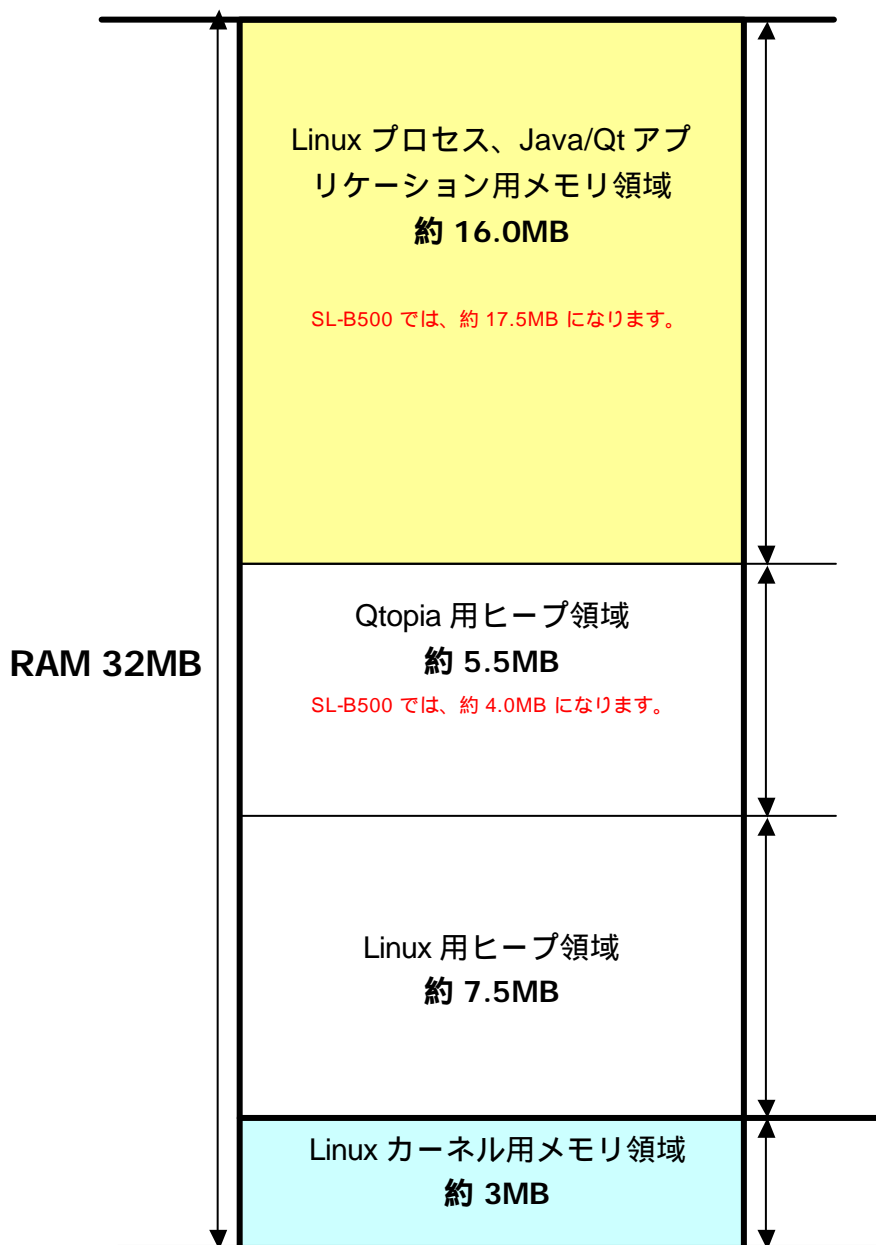 Linux プロセス、Java/Qt アプ
リケーション用メモリ領域
約 16.0MB
SL-B500 では、約 17.5MB になります。
Qtopia 用ヒープ領域
約 5.5MB
SL-B500 では、約 4.0MB になります。
RAM 32MB
Linux 用ヒープ領域
約 7.5MB
Linux カーネル用メモリ領域
約 3MB